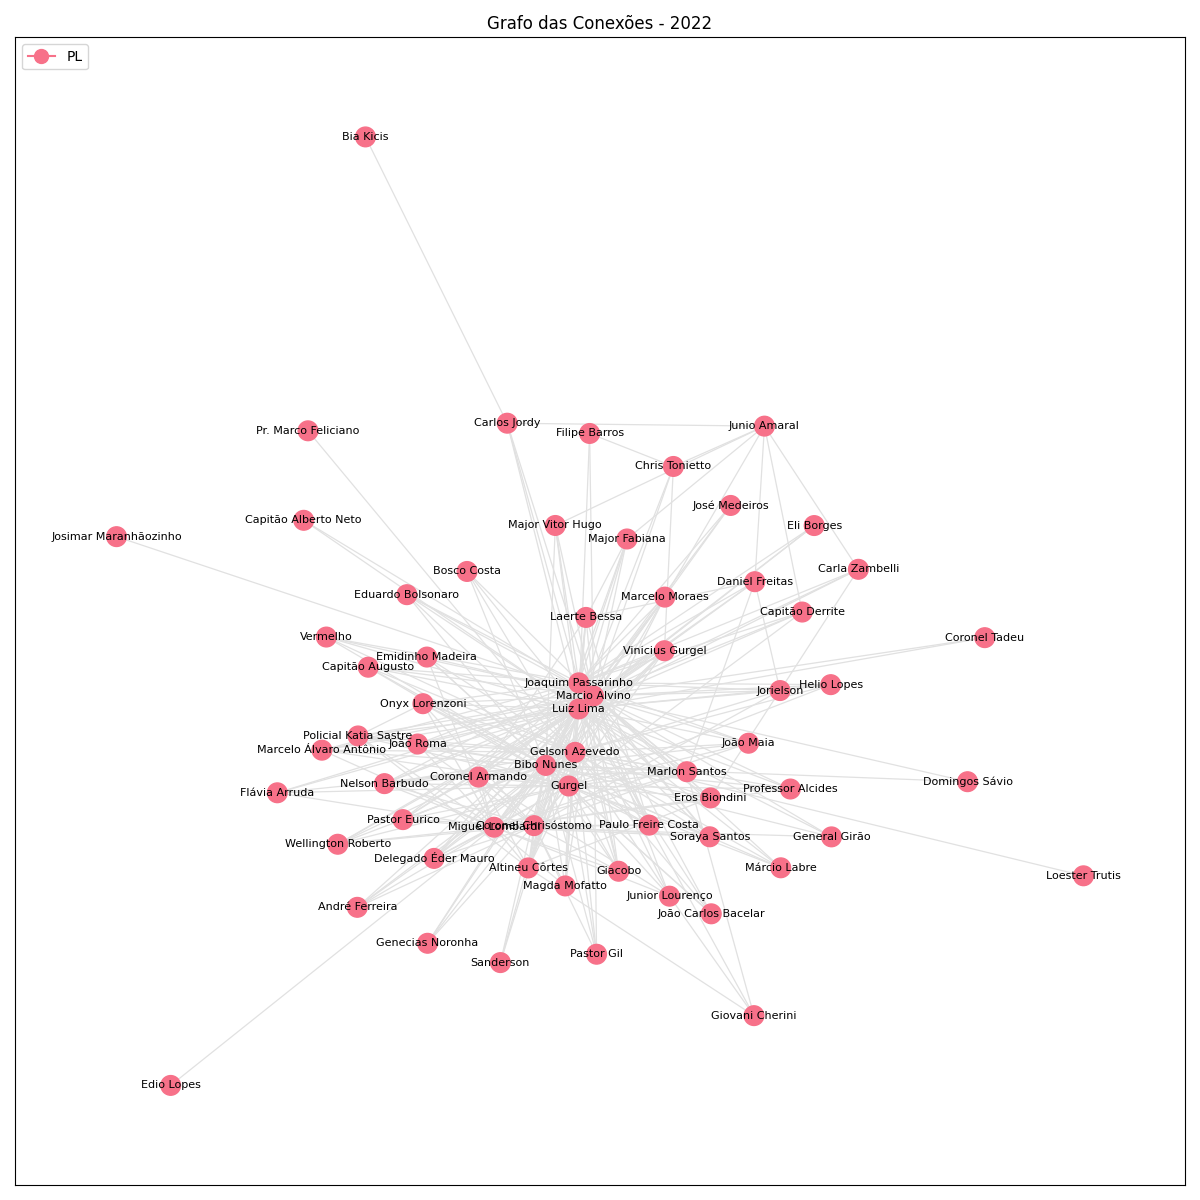 Grafo das Conexões - 2022
PL
Bia Kicis
Carlos Jordy
Junio Amaral
Pr. Marco Feliciano
Filipe Barros
Chris Tonietto
José Medeiros
Capitão Alberto Neto
Major Vitor Hugo
Eli Borges
Josimar Maranhãozinho
Major Fabiana
Bosco Costa
Carla Zambelli
Daniel Freitas
Eduardo Bolsonaro
Marcelo Moraes
Capitão Derrite
Laerte Bessa
Vermelho
Coronel Tadeu
Vinicius Gurgel
Emidinho Madeira
Capitão Augusto
Joaquim Passarinho
Helio Lopes
Jorielson
Marcio Alvino
Onyx Lorenzoni
Luiz Lima
Policial Katia Sastre
João Roma
João Maia
Marcelo Álvaro Antônio
Gelson Azevedo
Bibo Nunes
Marlon Santos
Coronel Armando
Domingos Sávio
Nelson Barbudo
Gurgel
Professor Alcides
Flávia Arruda
Eros Biondini
Pastor Eurico
Paulo Freire Costa
Miguel Lombardi
Coronel Chrisóstomo
Soraya Santos
General Girão
Wellington Roberto
Delegado Éder Mauro
Altineu Côrtes
Márcio Labre
Giacobo
Loester Trutis
Magda Mofatto
Junior Lourenço
André Ferreira
João Carlos Bacelar
Genecias Noronha
Pastor Gil
Sanderson
Giovani Cherini
Edio Lopes